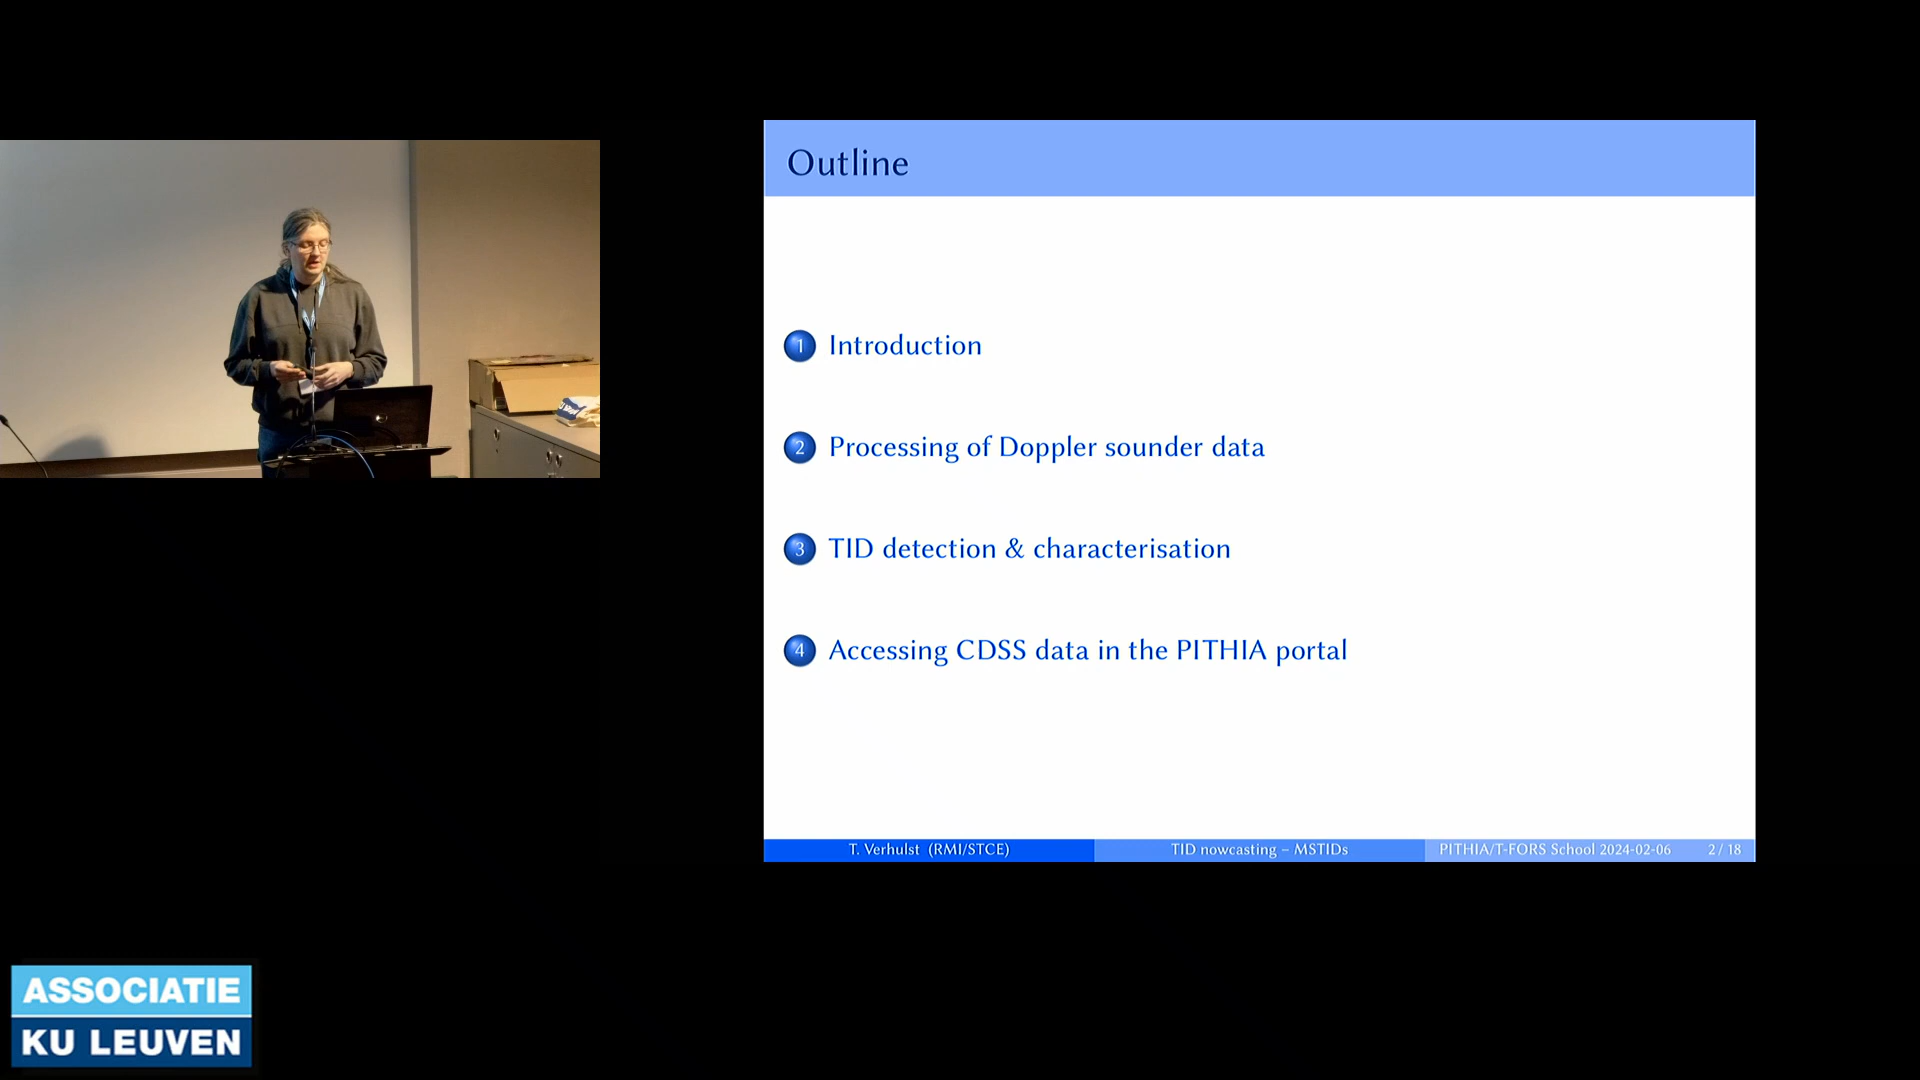 Outline
1 Introduction
2 Processing of Doppler sounder data
3 TID detection & characterisation
4 Accessing CDSS data in the PITHIA portal
T. Verhulst (RMI/STCE) TID nowcasting – MSTIDs PITHIA/T-FORS School 2024-02-06 2 / 18
ASSOCIATIE
KU LEUVEN